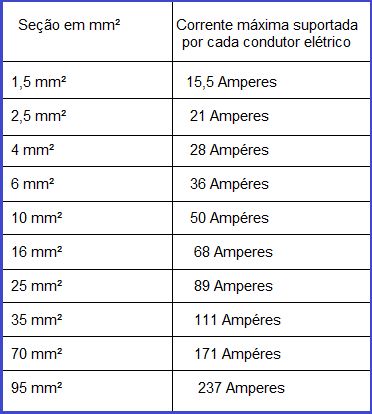 Seção em mm² Corrente máxima suportada
por cada condutor elétrico
1,5 mm² 15,5 Amperes
2,5 mm² 21 Amperes
4 mm² 28 Ampéres
6 mm² 36 Ampéres
10 mm² 50 Ampéres
16 mm² 68 Amperes
25 mm² 89 Amperes
35 mm² 111 Ampéres
70 mm² 171 Ampéres
95 mm² 237 Amperes